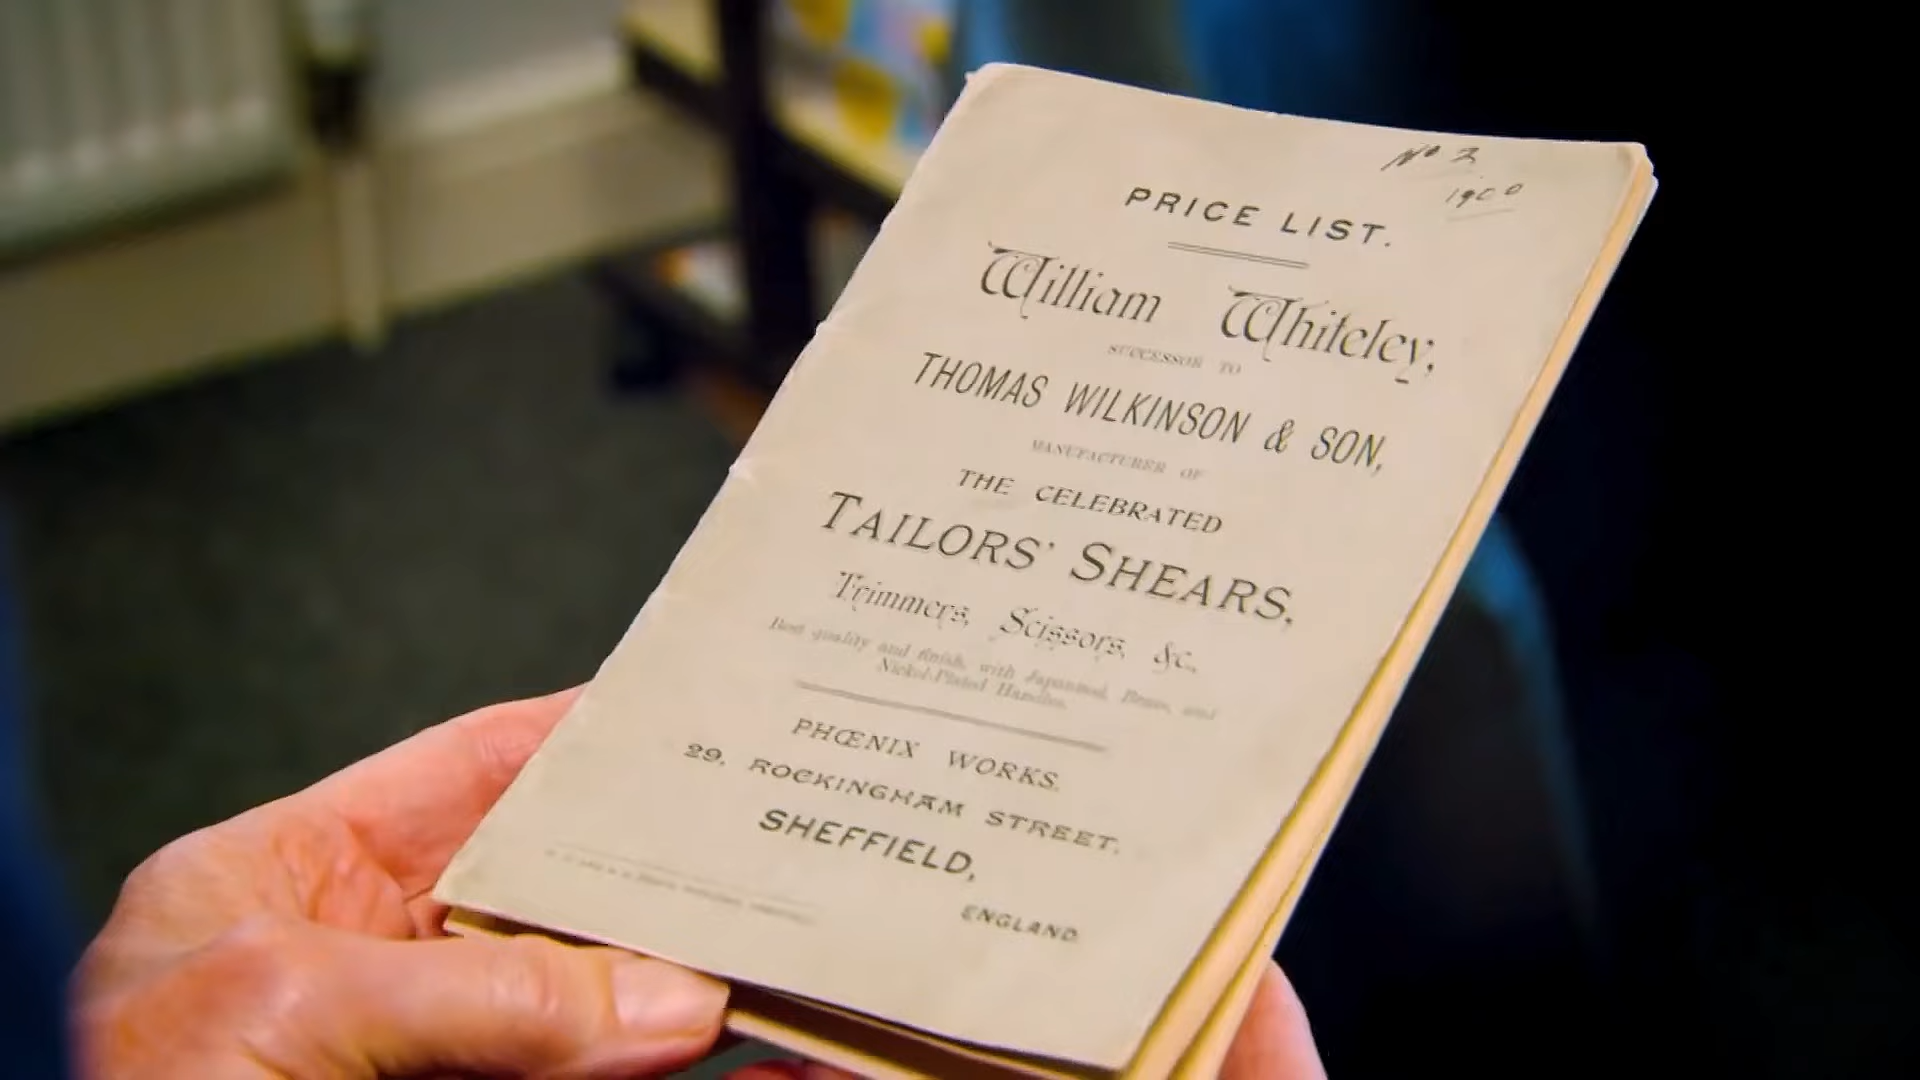 No 2
1900
PRICE LIST.
William Whiteley,
SUCCESSOR TO
THOMAS WILKINSON & SON,
MANUFACTURER OF
THE CELEBRATED
TAILORS' SHEARS,
Trimmers, Scissors, &c.,
Best quality and finish, with Japanned, Brass, and
Nickel-Plated Handles.
PHŒNIX WORKS,
29, ROCKINGHAM STREET,
SHEFFIELD,
ENGLAND